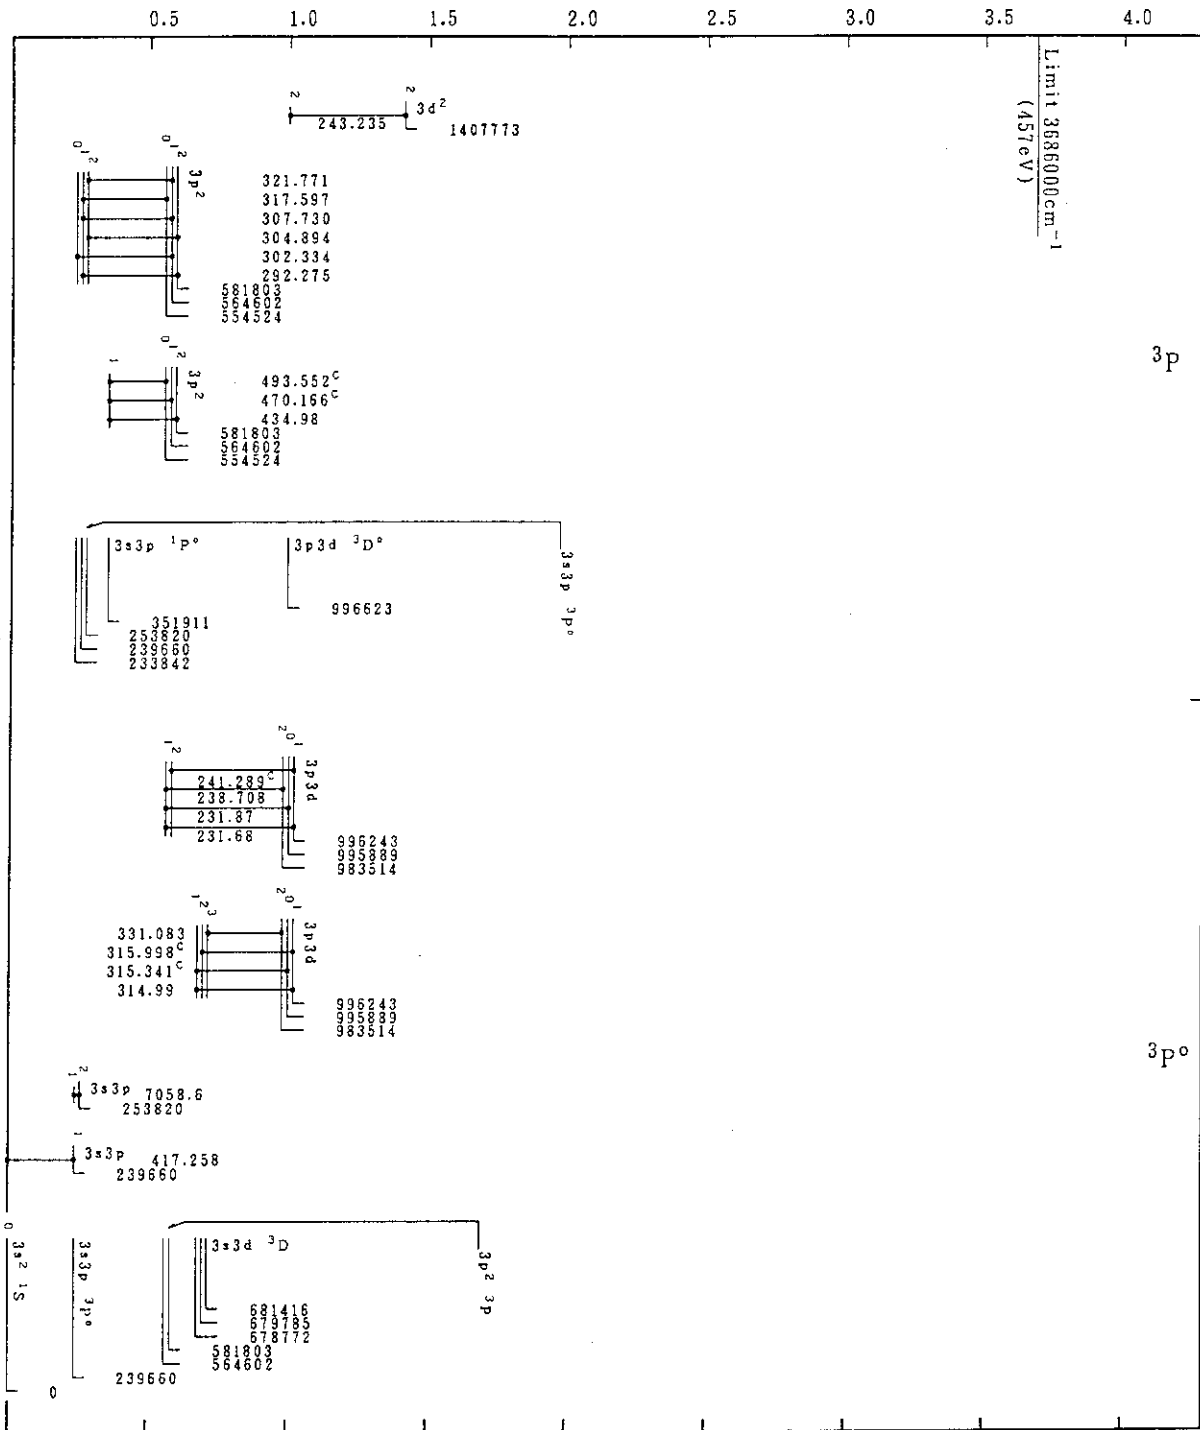 0.5 1.0 1.5 2.0 2.5 3.0 3.5 4.0
Limit 3686000cm⁻¹
(457eV)
2 2 3d²
243.235
1407773
0 1 2 0 1 2 3p²
321.771
317.597
307.730
304.894
302.334
292.275
581803
564602
554524
³P
1 0 1 2 3p²
493.552ᶜ
470.166ᶜ
434.98
581803
564602
554524
3s3p ¹P° 3p3d ³D° 3s3p ³P°
996623
351911
253820
239660
233842
1 2 2 0 1 3p3d
241.289ᶜ
238.708
231.87
231.68
996243
995889
983514
1 2 3 2 0 1 3p3d
331.083
315.998ᶜ
315.341ᶜ
314.99
996243
995889
983514
³P°
1 2 3s3p 7058.6
253820
1 3s3p 417.258
239660
0 3s² ¹S 3s3p ³P° 3s3d ³D 3p² ³P
681416
679785
678772
581803
564602
239660
0